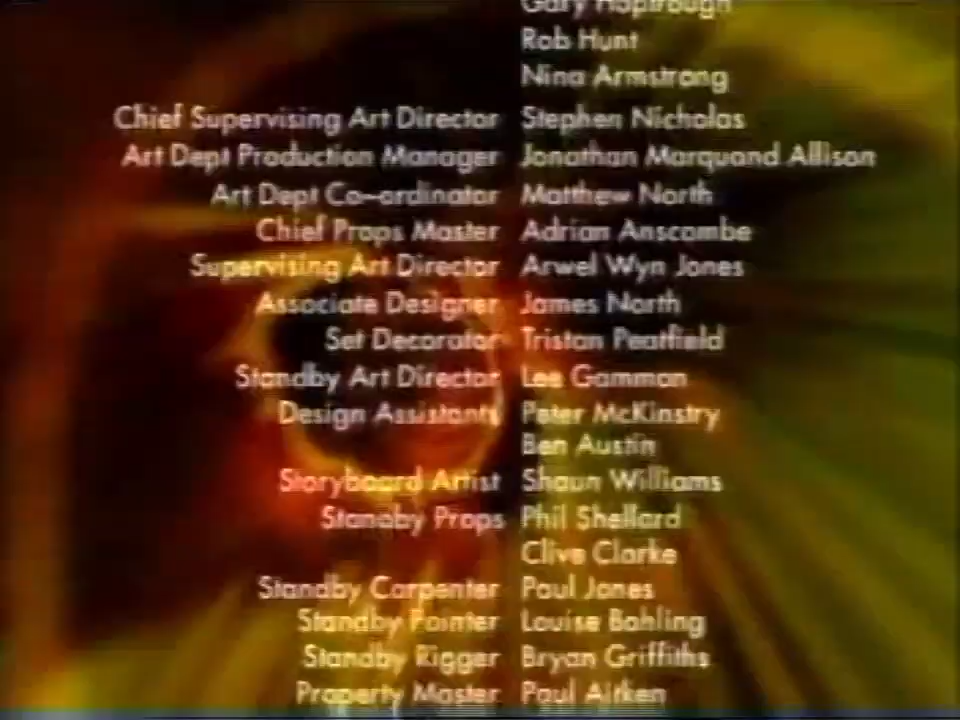 Gary Hoptrough
Rob Hunt
Nina Armstrong
Chief Supervising Art Director Stephen Nicholas
Art Dept Production Manager Jonathan Marquand Allison
Art Dept Co-ordinator Matthew North
Chief Props Master Adrian Anscombe
Supervising Art Director Arwel Wyn Jones
Associate Designer James North
Set Decorator Tristan Peatfield
Standby Art Director Lee Gammon
Design Assistants Peter McKinstry
Ben Austin
Storyboard Artist Shaun Williams
Standby Props Phil Shellard
Clive Clarke
Standby Carpenter Paul Jones
Standby Painter Louise Bohling
Standby Rigger Bryan Griffiths
Property Master Paul Aitken